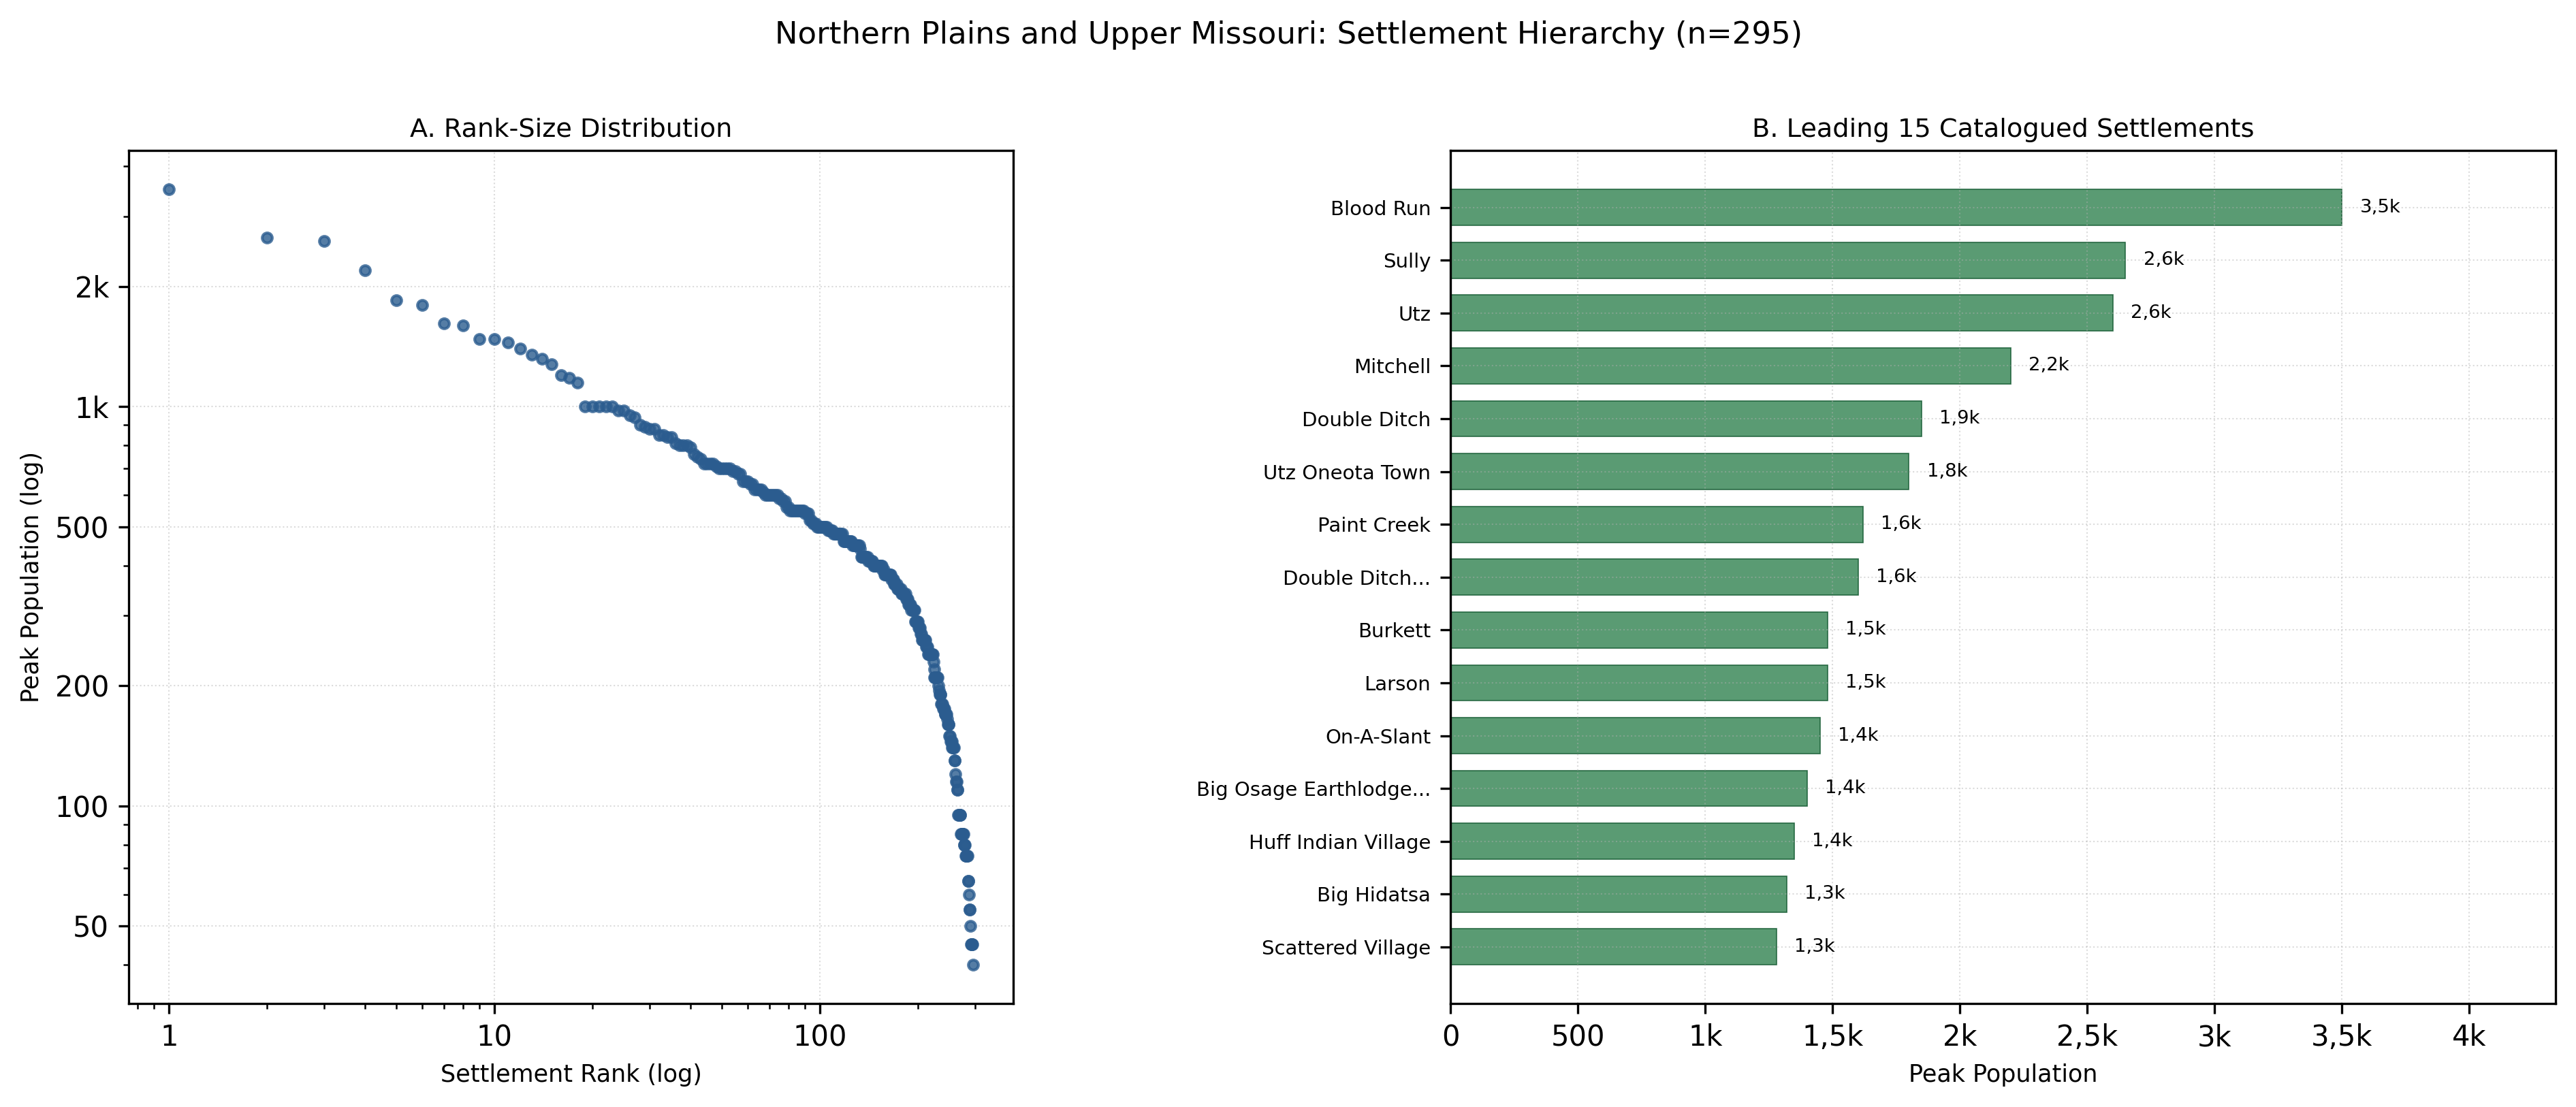 Northern Plains and Upper Missouri: Settlement Hierarchy (n=295)
A. Rank-Size Distribution
Peak Population (log)
2k
1k
500
200
100
50
1
10
100
Settlement Rank (log)
B. Leading 15 Catalogued Settlements
Blood Run 3,5k
Sully 2,6k
Utz 2,6k
Mitchell 2,2k
Double Ditch 1,9k
Utz Oneota Town 1,8k
Paint Creek 1,6k
Double Ditch... 1,6k
Burkett 1,5k
Larson 1,5k
On-A-Slant 1,4k
Big Osage Earthlodge... 1,4k
Huff Indian Village 1,4k
Big Hidatsa 1,3k
Scattered Village 1,3k
0 500 1k 1,5k 2k 2,5k 3k 3,5k 4k
Peak Population